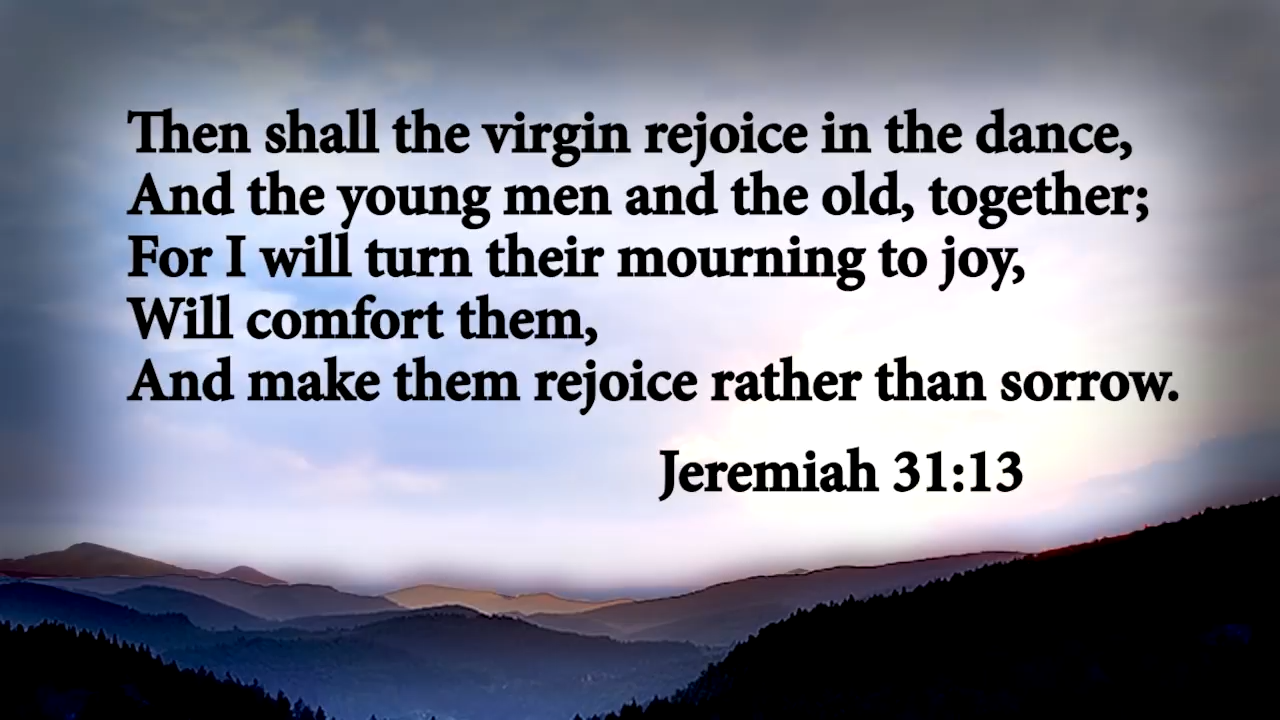 Then shall the virgin rejoice in the dance,
And the young men and the old, together;
For I will turn their mourning to joy,
Will comfort them,
And make them rejoice rather than sorrow.
Jeremiah 31:13